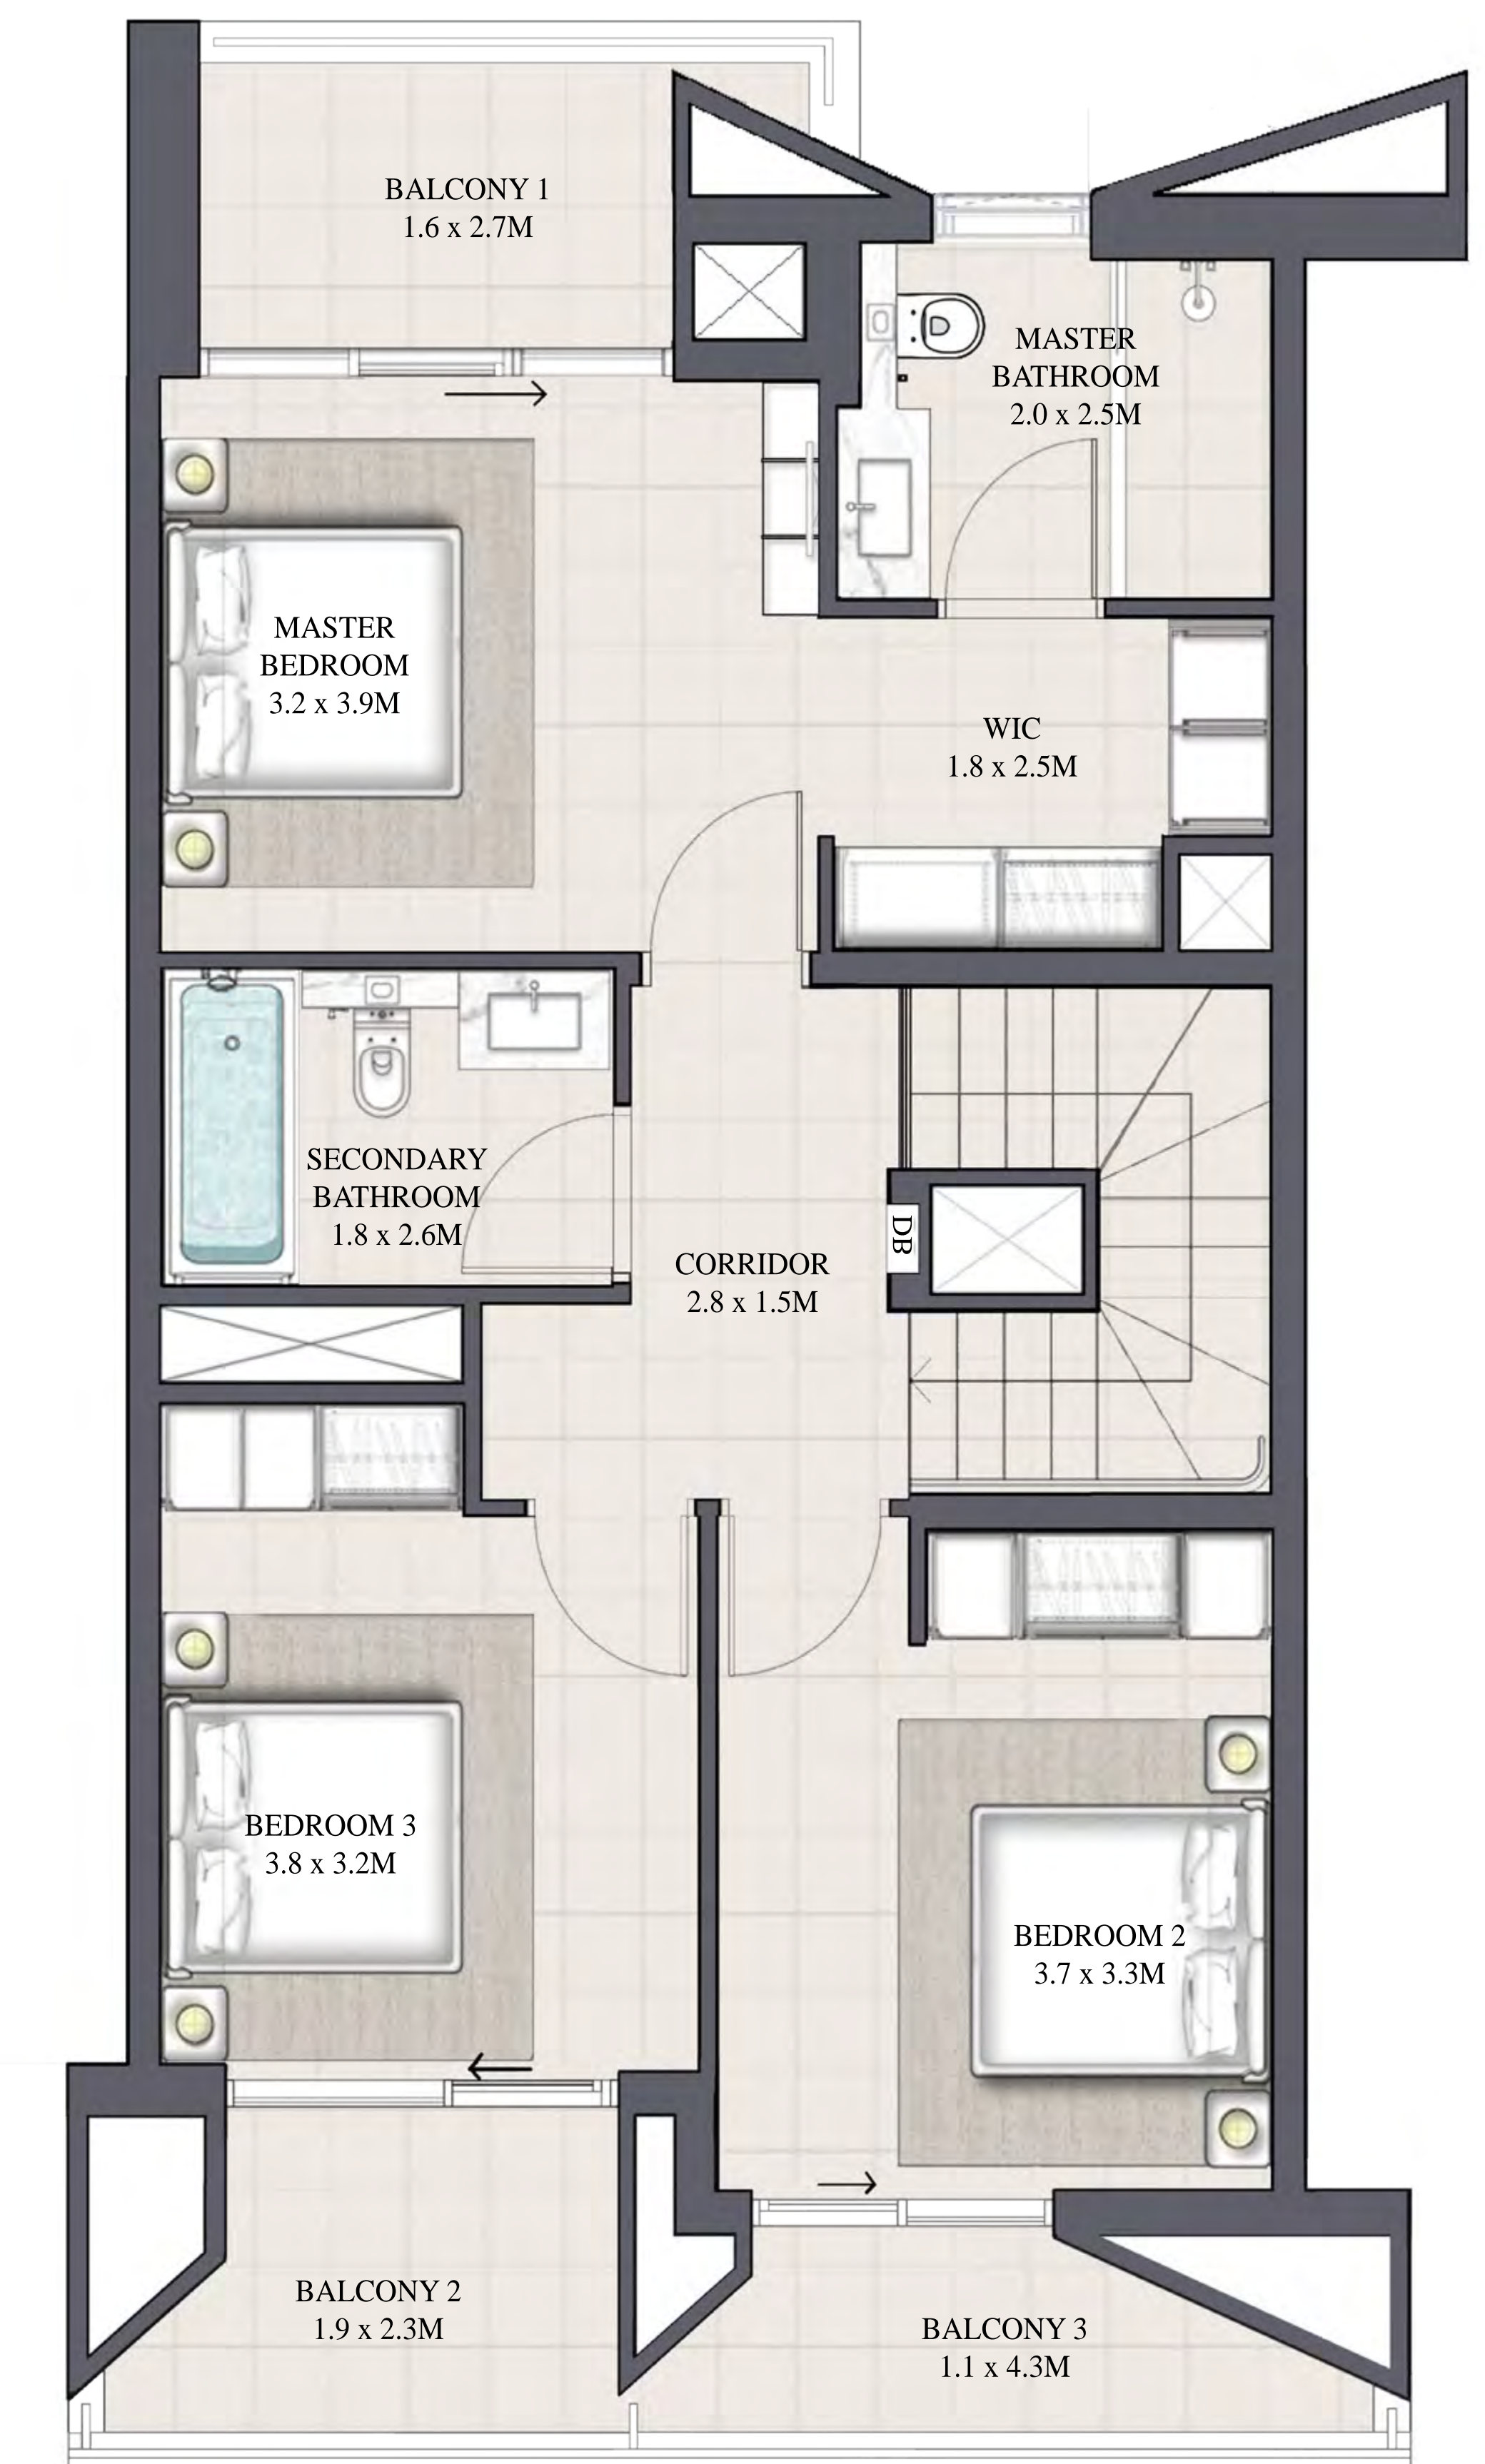 BALCONY 1
1.6 x 2.7M
MASTER
BATHROOM
2.0 x 2.5M
MASTER
BEDROOM
3.2 x 3.9M
WIC
1.8 x 2.5M
SECONDARY
BATHROOM
1.8 x 2.6M
DB
CORRIDOR
2.8 x 1.5M
BEDROOM 3
3.8 x 3.2M
BEDROOM 2
3.7 x 3.3M
BALCONY 2
1.9 x 2.3M
BALCONY 3
1.1 x 4.3M